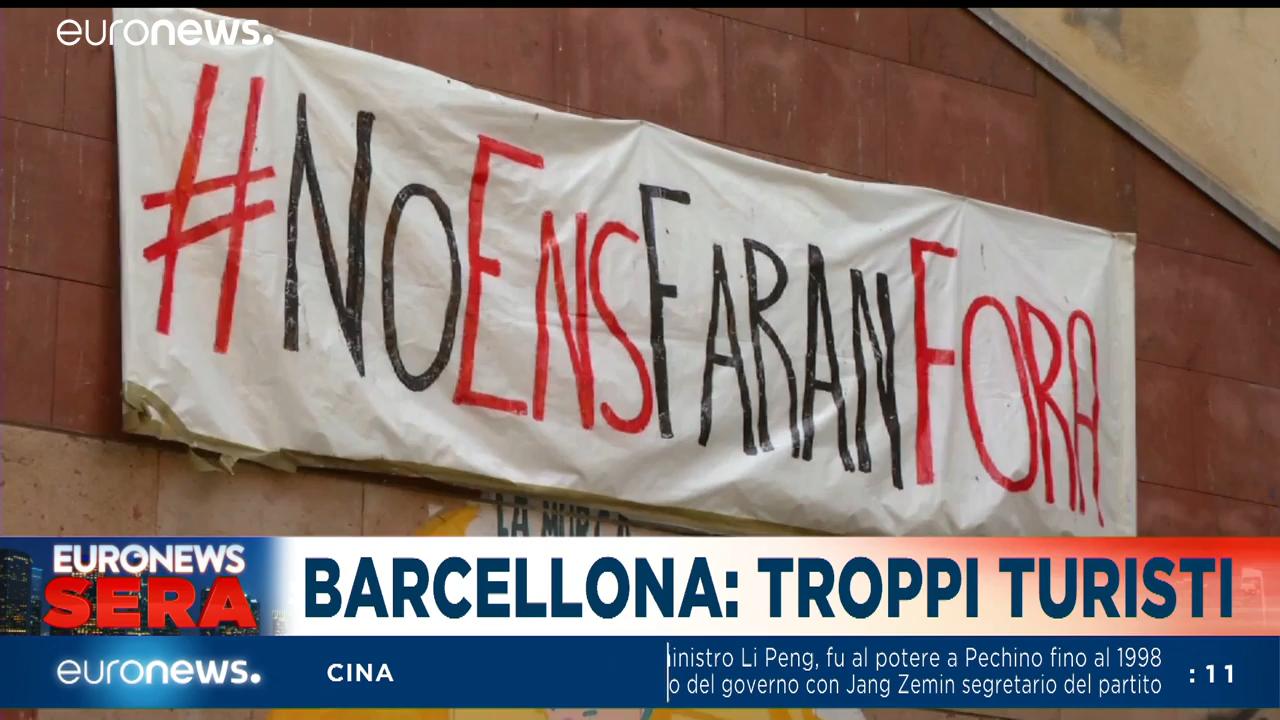 euronews.
#NOENSFARANFORA
LA
EURONEWS
SERA
BARCELLONA: TROPPI TURISTI
euronews.
CINA
Li Peng, fu al potere a Pechino fino al 1998
del governo con Jang Zemin segretario del partito
:11